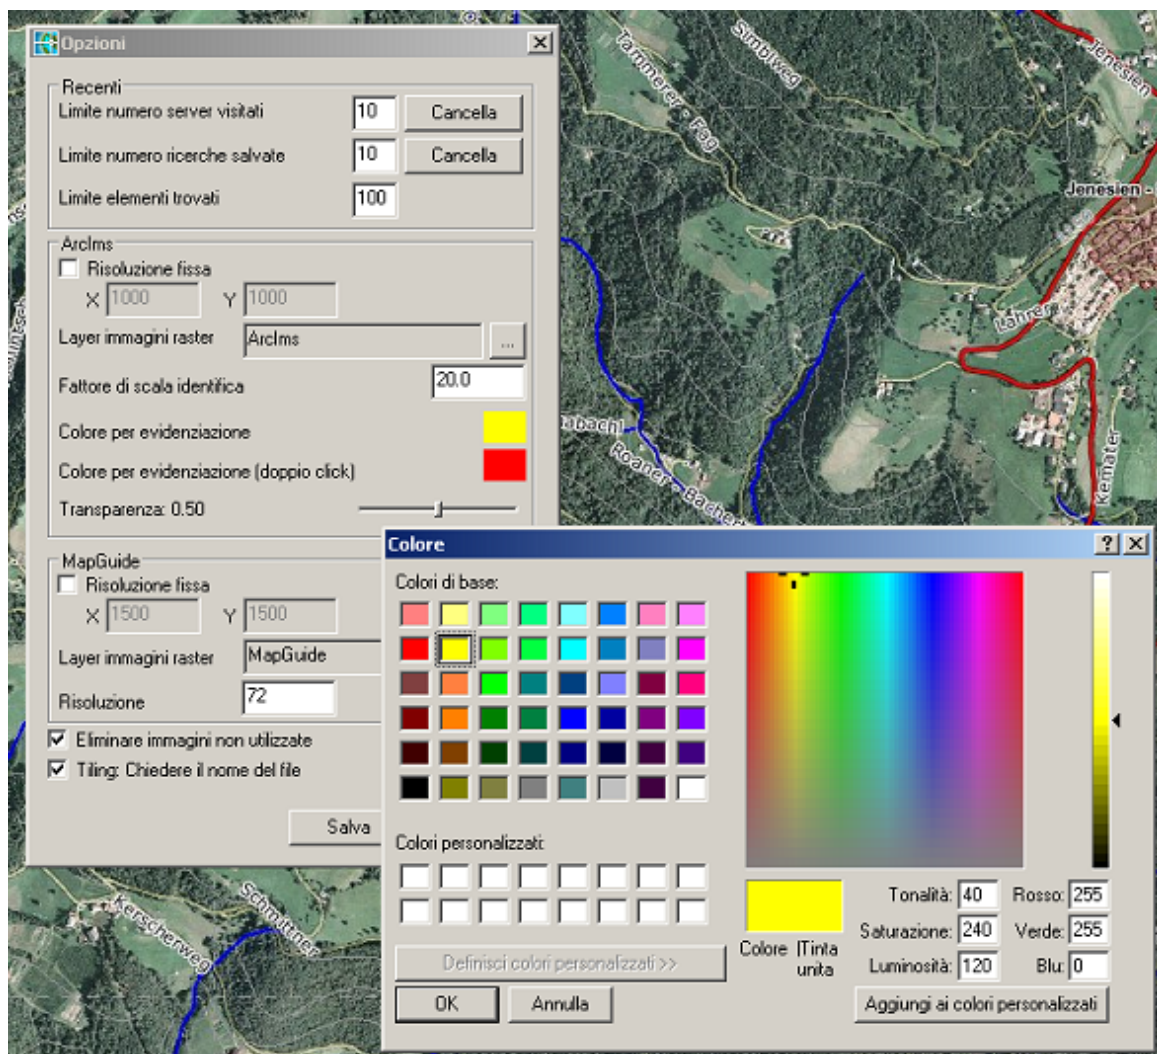 Opzioni
Recenti
Limite numero server visitati 10 Cancella
Limite numero ricerche salvate 10 Cancella
Limite elementi trovati 100
ArcIms
Risoluzione fissa
X 1000 Y 1000
Layer immagini raster ArcIms ...
Fattore di scala identifica 20.0
Colore per evidenziazione
Colore per evidenziazione (doppio click)
Transparenza: 0.50
MapGuide
Risoluzione fissa
X 1500 Y 1500
Layer immagini raster MapGuide
Risoluzione 72
Eliminare immagini non utilizzate
Tiling: Chiedere il nome del file
Salva
Colore
Colori di base:
Colori personalizzati:
Definisci colori personalizzati >>
OK Annulla
Colore |Tinta
unita
Tonalità: 40 Rosso: 255
Saturazione: 240 Verde: 255
Luminosità: 120 Blu: 0
Aggiungi ai colori personalizzati
Tammerer - Fog
Simplweg
Jenesien
Jenesien -
Lahrer
Kemater
abachl
Roaner - Bacher
Kerscherweg
Schmittner